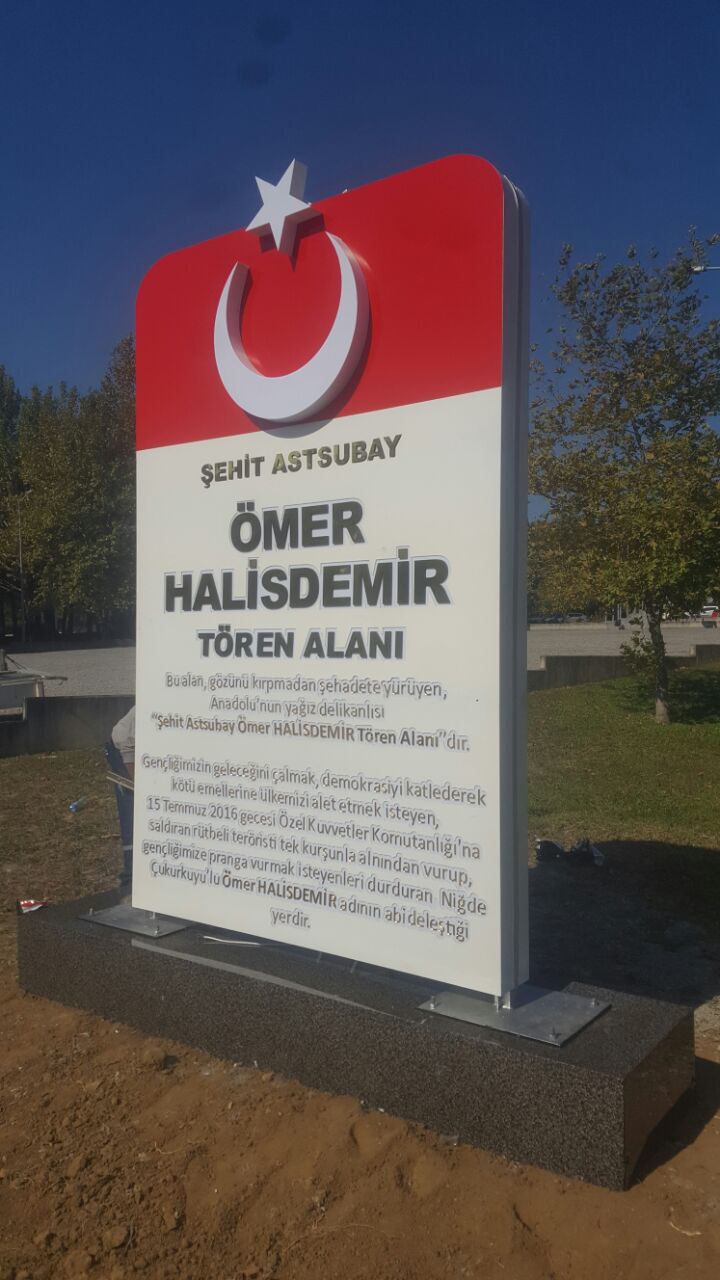 ŞEHİT ASTSUBAY
ÖMER
HALİSDEMİR
TÖREN ALANI
Bu alan, gözünü kırpmadan şehadete yürüyen,
Anadolu'nun yağız delikanlısı
"Şehit Astsubay Ömer HALİSDEMİR Tören Alanı"dır.
Gençliğimizin geleceğini çalmak, demokrasiyi katlederek
kötü emellerine ülkemizi alet etmek isteyen,
15 Temmuz 2016 gecesi Özel Kuvvetler Komutanlığı'na
saldıran rütbeli teröristi tek kurşunla alnından vurup,
gençliğimize pranga vurmak isteyenleri durduran Niğde
Çukurkuyu'lu Ömer HALİSDEMİR adının abideleştiği
yerdir.